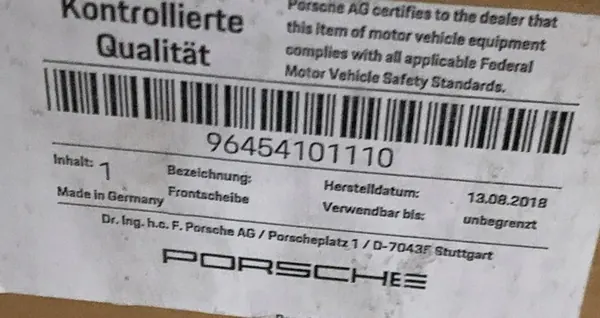 Kontrollierte
Qualität
Porsche AG certifies to the dealer that
this item of motor vehicle equipment
complies with all applicable Federal
Motor Vehicle Safety Standards.
96454101110
Inhalt: 1
Bezeichnung:
Frontscheibe
Herstelldatum: 13.08.2018
Verwendbar bis: unbegrenzt
Made in Germany
Dr. Ing. h.c. F. Porsche AG / Porscheplatz 1 / Stuttgart
PORSCHE